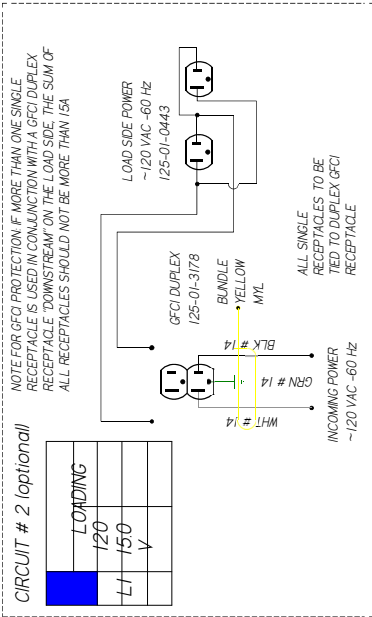 CIRCUIT # 2 (optional)
NOTE FOR GFCI PROTECTION: IF MORE THAN ONE SINGLE
RECEPTACLE IS USED IN CONJUNCTION WITH A GFCI DUPLEX
RECEPTACLE "DOWNSTREAM" ON THE LOAD SIDE, THE SUM OF
ALL RECEPTACLES SHOULD NOT BE MORE THAN 15A
LOADING
120
L1 15.0
V
LOAD SIDE POWER
~120 VAC -60 Hz
125-01-0443
GFCI DUPLEX
125-01-3178
BUNDLE
YELLOW
MYL
WHT # 14
GRN # 14
BLK # 14
INCOMING POWER
~120 VAC -60 Hz
ALL SINGLE
RECEPTACLES TO BE
TIED TO DUPLEX GFCI
RECEPTACLE